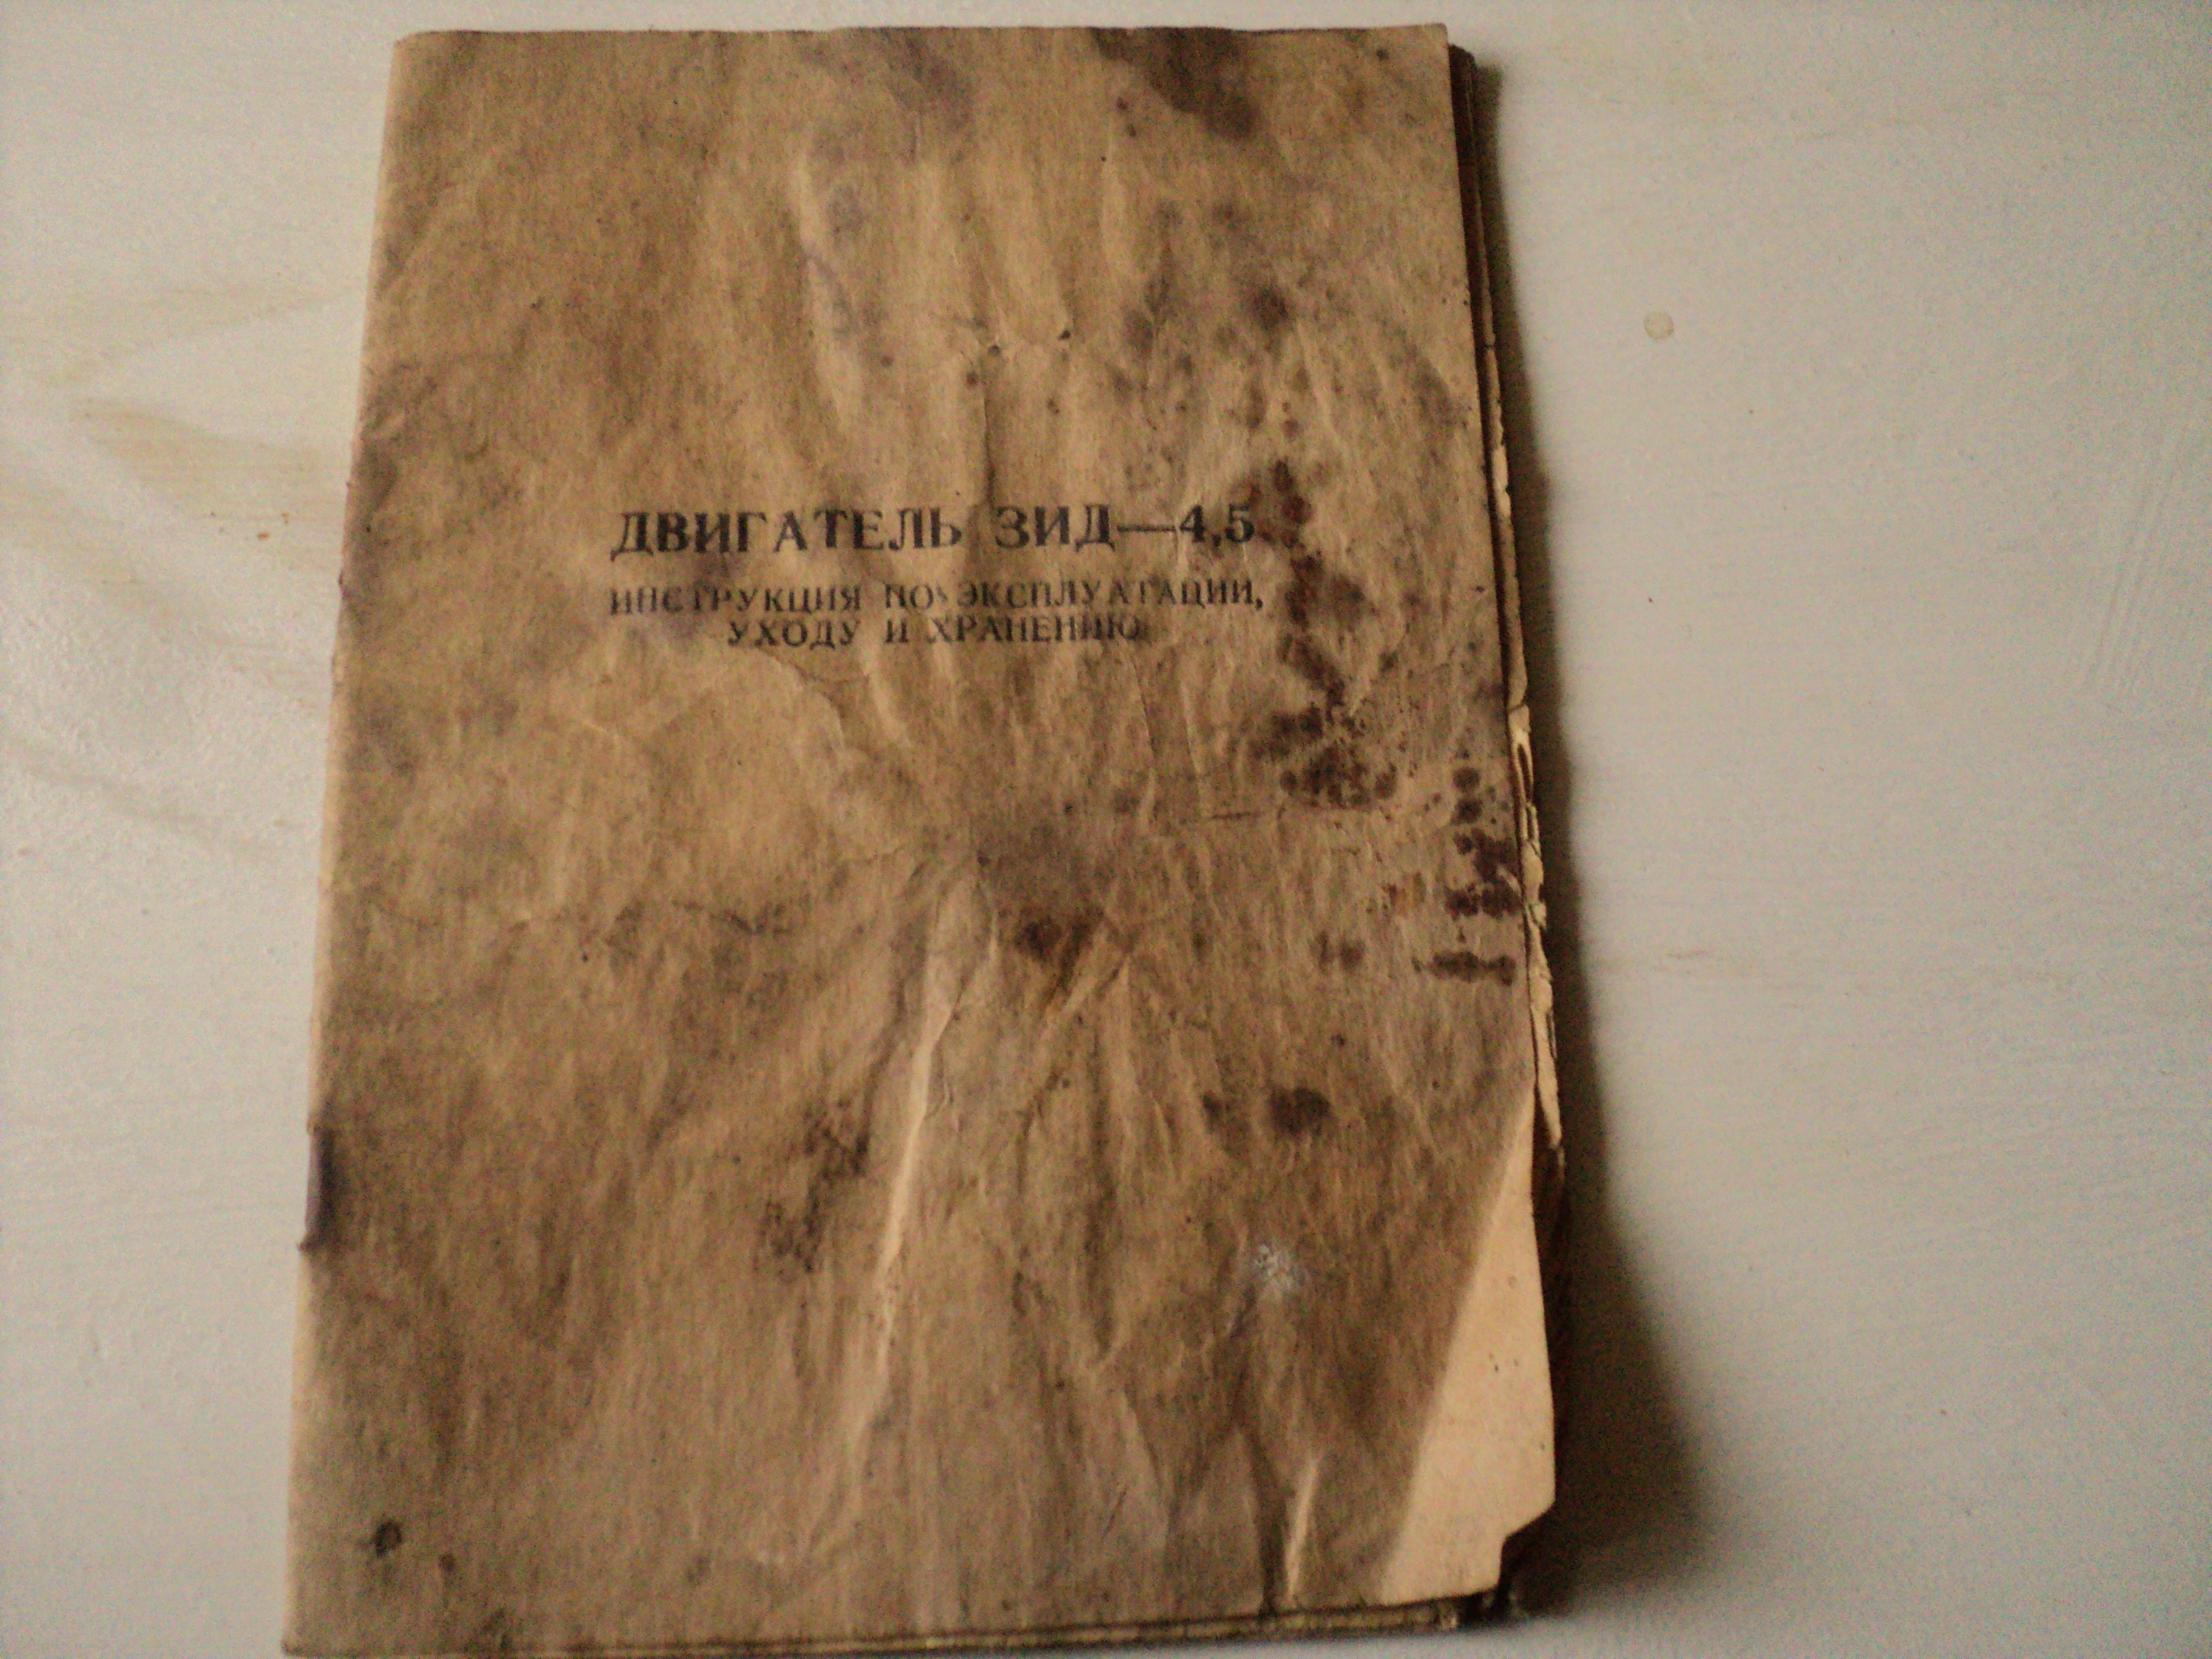 ДВИГАТЕЛЬ ЗИД—4,5
ИНСТРУКЦИЯ ПО ЭКСПЛУАТАЦИИ,
УХОДУ И ХРАНЕНИЮ